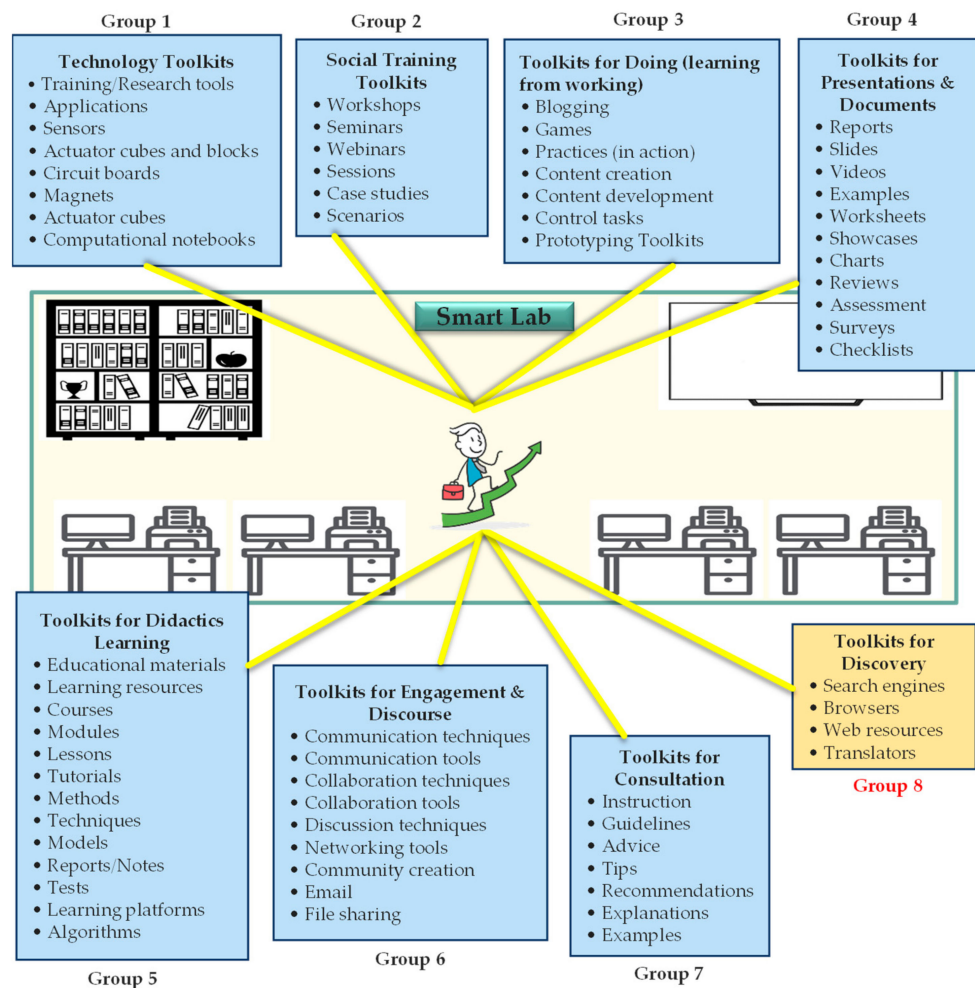 Group 1
Technology Toolkits
• Training/Research tools
• Applications
• Sensors
• Actuator cubes and blocks
• Circuit boards
• Magnets
• Actuator cubes
• Computational notebooks
Group 2
Social Training
Toolkits
• Workshops
• Seminars
• Webinars
• Sessions
• Case studies
• Scenarios
Group 3
Toolkits for Doing (learning
from working)
• Blogging
• Games
• Practices (in action)
• Content creation
• Content development
• Control tasks
• Prototyping Toolkits
Group 4
Toolkits for
Presentations &
Documents
• Reports
• Slides
• Videos
• Examples
• Worksheets
• Showcases
• Charts
• Reviews
• Assessment
• Surveys
• Checklists
Smart Lab
Toolkits for Didactics
Learning
• Educational materials
• Learning resources
• Courses
• Modules
• Lessons
• Tutorials
• Methods
• Techniques
• Models
• Reports/Notes
• Tests
• Learning platforms
• Algorithms
Group 5
Toolkits for Engagement &
Discourse
• Communication techniques
• Communication tools
• Collaboration techniques
• Collaboration tools
• Discussion techniques
• Networking tools
• Community creation
• Email
• File sharing
Group 6
Toolkits for
Consultation
• Instruction
• Guidelines
• Advice
• Tips
• Recommendations
• Explanations
• Examples
Group 7
Toolkits for
Discovery
• Search engines
• Browsers
• Web resources
• Translators
Group 8